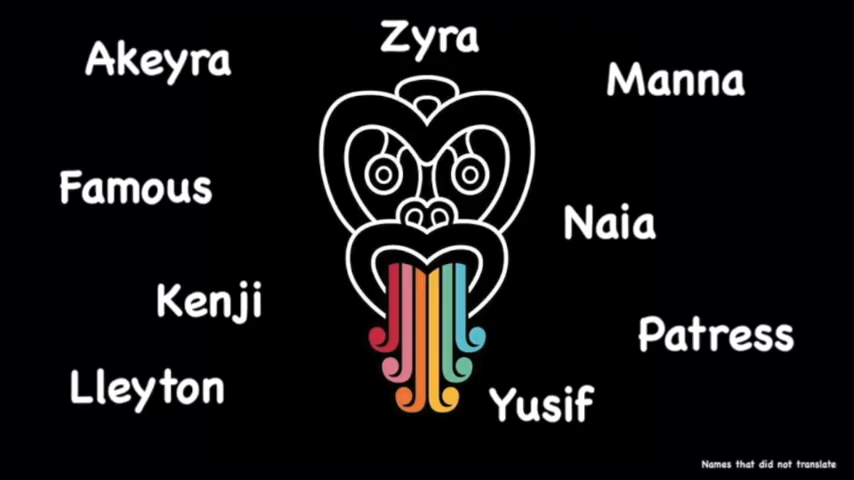 Zyra
Akeyra
Manna
Famous
Naia
Kenji
Patress
Lleyton
Yusif
Names that did not translate